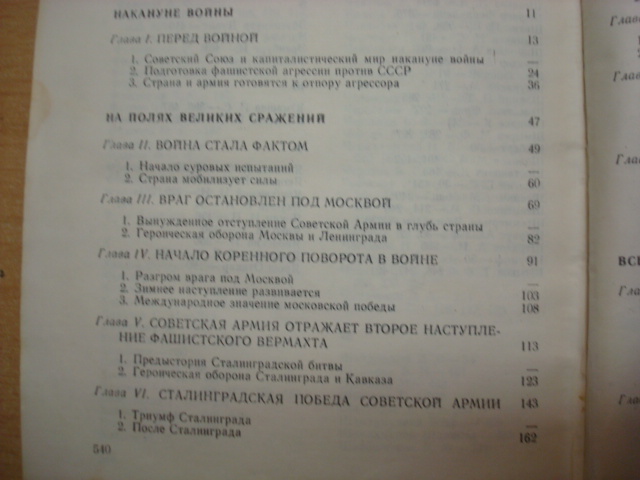 НАКАНУНЕ ВОЙНЫ 11
Глава I. ПЕРЕД ВОЙНОЙ 13
1. Советский Союз и капиталистический мир накануне войны —
2. Подготовка фашистской агрессии против СССР 24
3. Страна и армия готовятся к отпору агрессора 36
НА ПОЛЯХ ВЕЛИКИХ СРАЖЕНИЙ 47
Глава II. ВОЙНА СТАЛА ФАКТОМ 49
1. Начало суровых испытаний —
2. Страна мобилизует силы 60
Глава III. ВРАГ ОСТАНОВЛЕН ПОД МОСКВОЙ 69
1. Вынужденное отступление Советской Армии в глубь страны —
2. Героическая оборона Москвы и Ленинграда 82
Глава IV. НАЧАЛО КОРЕННОГО ПОВОРОТА В ВОЙНЕ 91
1. Разгром врага под Москвой —
2. Зимнее наступление развивается 103
3. Международное значение московской победы 108
Глава V. СОВЕТСКАЯ АРМИЯ ОТРАЖАЕТ ВТОРОЕ НАСТУПЛЕ-
НИЕ ФАШИСТСКОГО ВЕРМАХТА 113
1. Предыстория Сталинградской битвы —
2. Героическая оборона Сталинграда и Кавказа 123
Глава VI. СТАЛИНГРАДСКАЯ ПОБЕДА СОВЕТСКОЙ АРМИИ 143
1. Триумф Сталинграда —
2. После Сталинграда 162
540
Глава
Глава
Глава
Глава
Глава